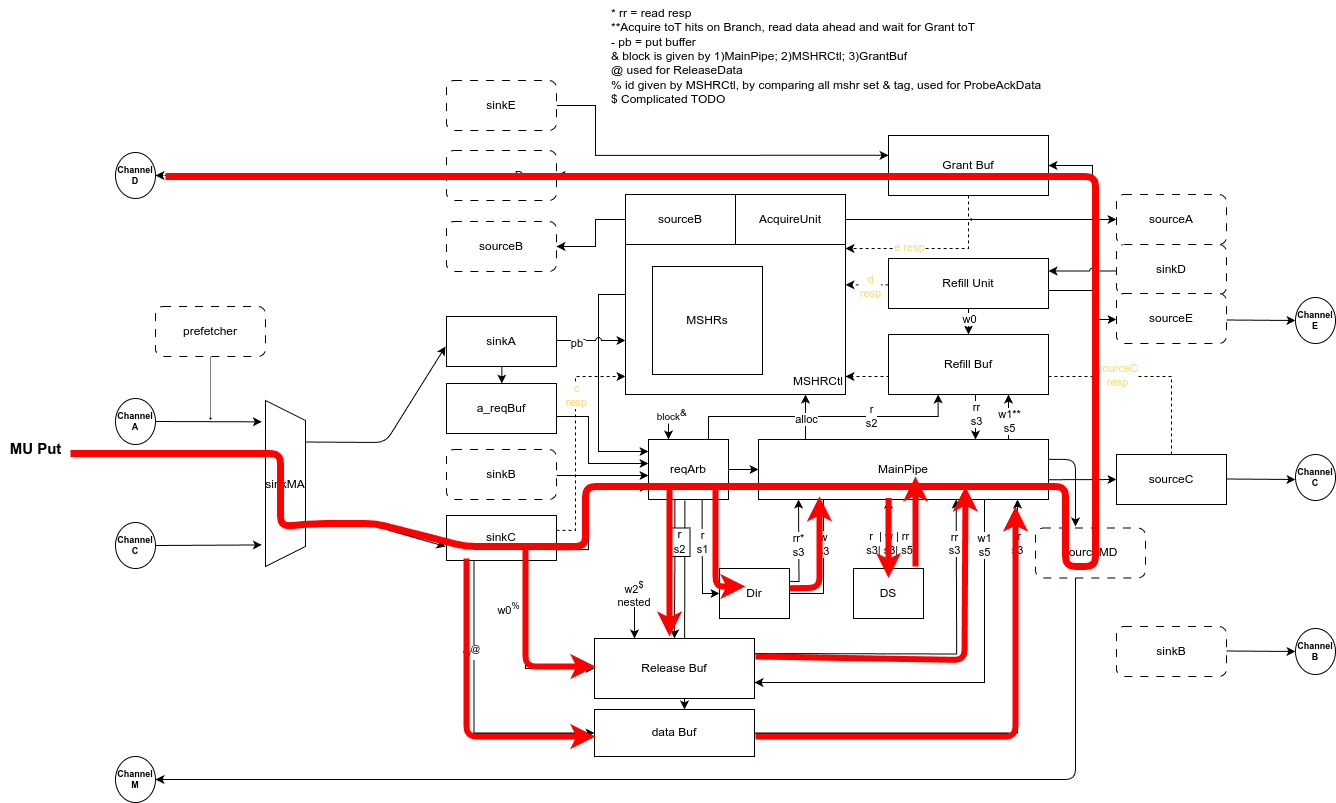 * rr = read resp
**Acquire toT hits on Branch, read data ahead and wait for Grant toT
- pb = put buffer
& block is given by 1)MainPipe; 2)MSHRCtl; 3)GrantBuf
@ used for ReleaseData
% id given by MSHRCtl, by comparing all mshr set & tag, used for ProbeAckData
$ Complicated TODO
sinkE
Channel
D
Grant Buf
sourceB
AcquireUnit
sourceA
sourceB
e resp
sinkD
d
resp
Refill Unit
sourceE
Channel
E
prefetcher
MSHRs
w0
sinkA
pb-
Refill Buf
sourceC
resp
MSHRCtl
c
resp
a_reqBuf
Channel
A
block&
alloc
r
s2
rr
s3
w1**
s5
MU Put
sinkMA
sinkB
reqArb
MainPipe
sourceC
Channel
C
Channel
C
sinkC
r
s2
r
s1
rr*
s3
s3
r | w | rr
s3| s3| s5
rr
s3
w1
s5
r
s3
sourceMD
w0%
w2$
nested
Dir
DS
@
Release Buf
sinkB
Channel
B
data Buf
Channel
M